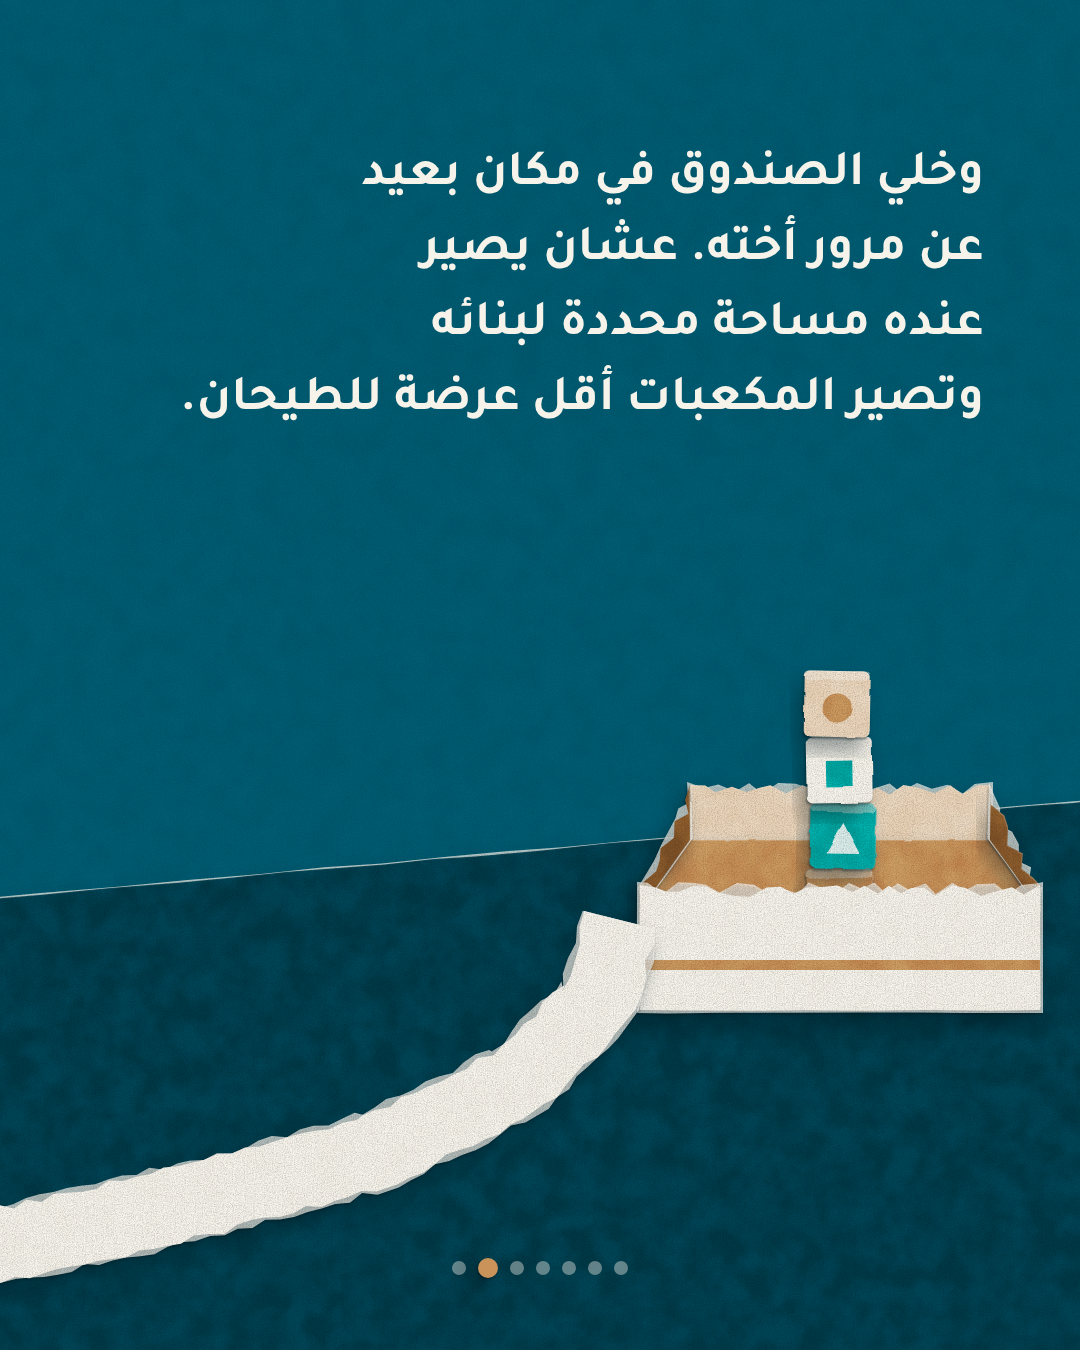 وخلي الصندوق في مكان بعيد
عن مرور أخته. عشان يصير
عنده مساحة محددة لبنائه
وتصير المكعبات أقل عرضة للطيحان.